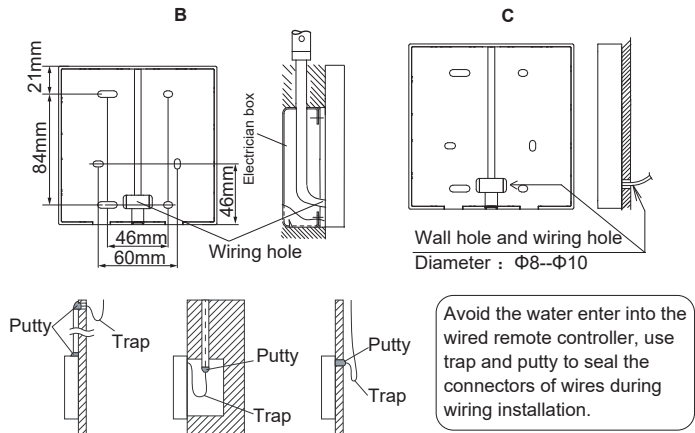 B
C
21mm
84mm
46mm
46mm
60mm
Electrician box
Wiring hole
Wall hole and wiring hole
Diameter：Φ8--Φ10
Putty
Trap
Putty
Trap
Putty
Trap
Avoid the water enter into the
wired remote controller, use
trap and putty to seal the
connectors of wires during
wiring installation.